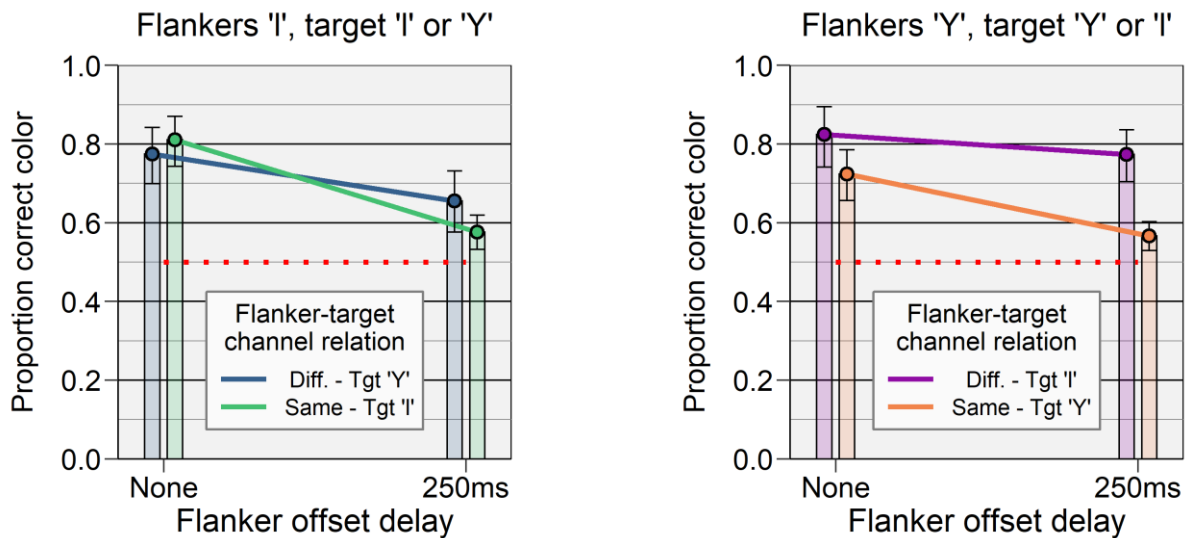 Flankers 'I', target 'I' or 'Y'
Proportion correct color
1.0
0.8
0.6
0.4
0.2
0.0
Flanker-target
channel relation
Diff. - Tgt 'Y'
Same - Tgt 'I'
None
250ms
Flanker offset delay
Flankers 'Y', target 'Y' or 'I'
Proportion correct color
1.0
0.8
0.6
0.4
0.2
0.0
Flanker-target
channel relation
Diff. - Tgt 'I'
Same - Tgt 'Y'
None
250ms
Flanker offset delay